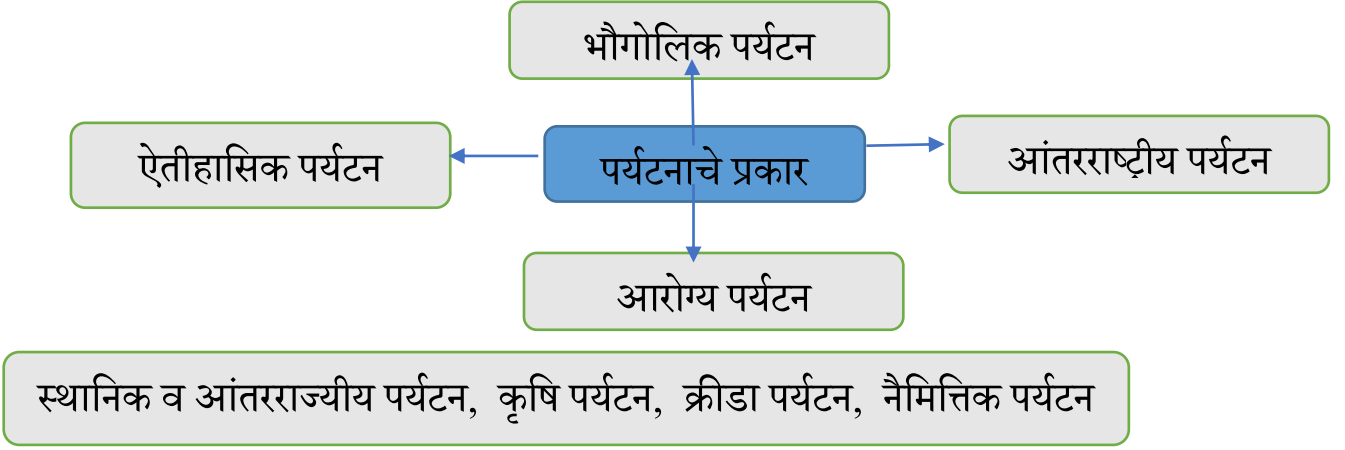 भौगोलिक पर्यटन
ऐतीहासिक पर्यटन
पर्यटनाचे प्रकार
आंतरराष्ट्रीय पर्यटन
आरोग्य पर्यटन
स्थानिक व आंतरराज्यीय पर्यटन, कृषि पर्यटन, क्रीडा पर्यटन, नैमित्तिक पर्यटन